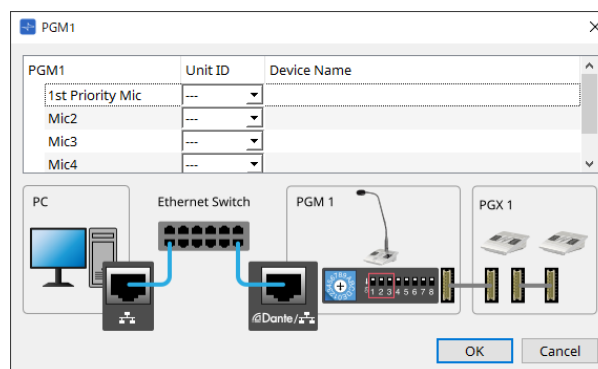 PGM1
PGM1 Unit ID Device Name
1st Priority Mic ---
Mic2 ---
Mic3 ---
Mic4 ---
PC Ethernet Switch PGM 1 PGX 1
1 2 3 4 5 6 7 8
Dante/
OK Cancel